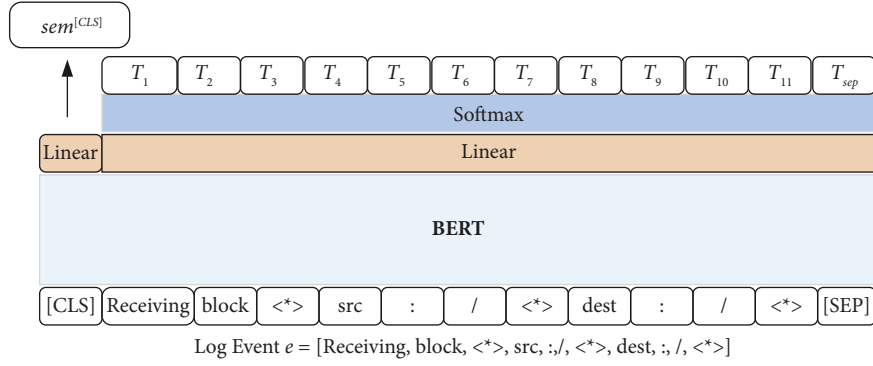 sem[CLS]
T1 T2 T3 T4 T5 T6 T7 T8 T9 T10 T11 Tsep
Softmax
Linear Linear
BERT
[CLS] Receiving block <*> src : / <*> dest : / <*> [SEP]
Log Event e = [Receiving, block, <*>, src, :,/, <*>, dest, :, /, <*>]